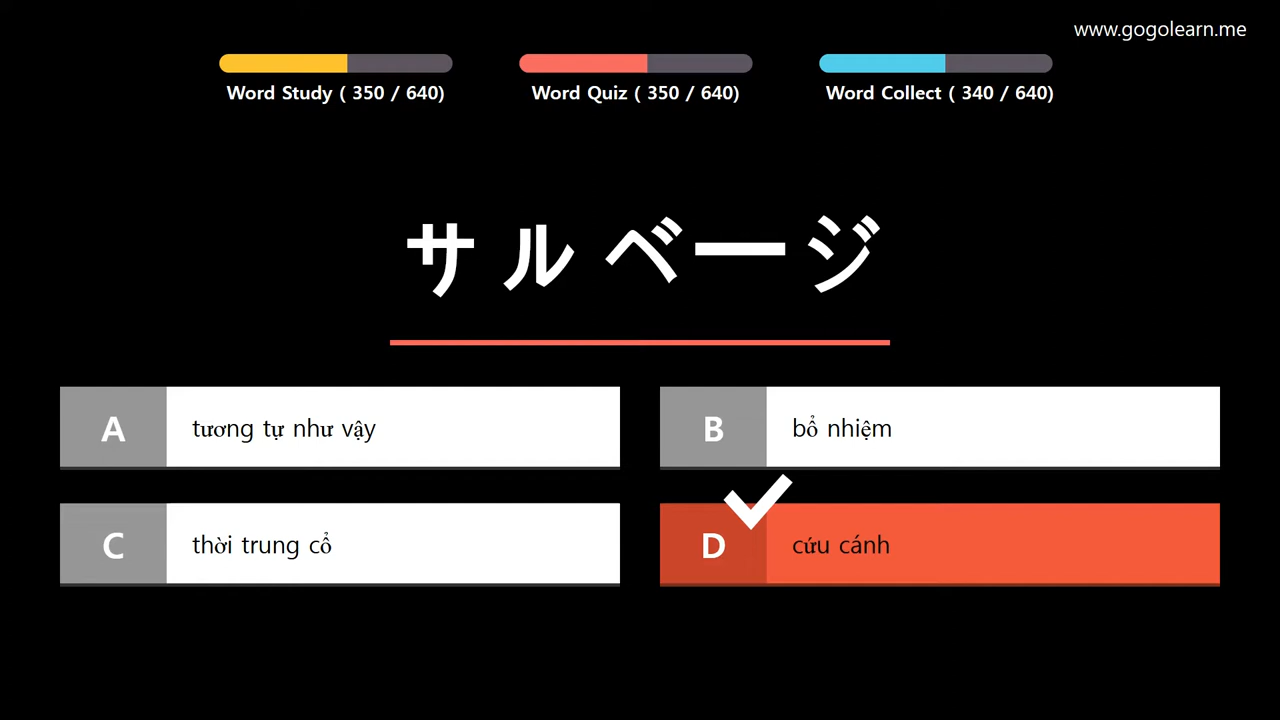 www.gogolearn.me
Word Study ( 350 / 640)
Word Quiz ( 350 / 640)
Word Collect ( 340 / 640)
サルベージ
A
tương tự như vậy
B
bổ nhiệm
C
thời trung cổ
D
cứu cánh